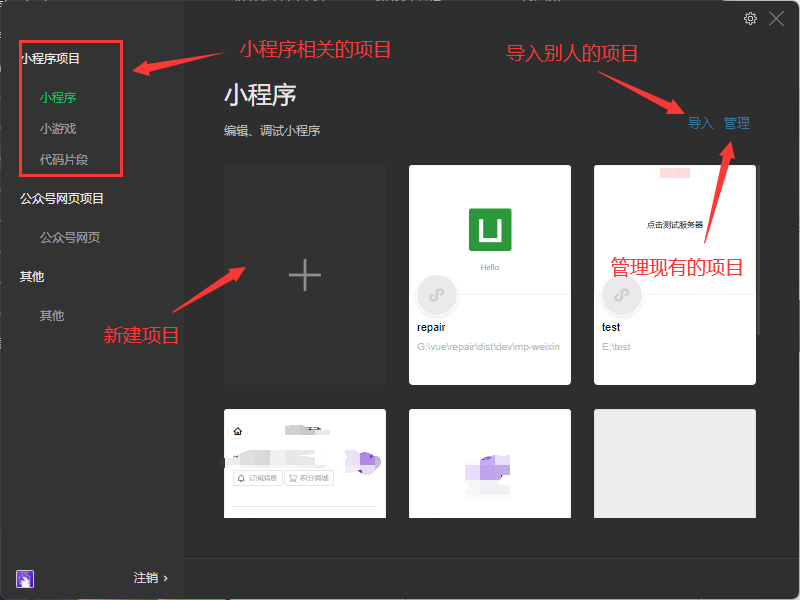 小程序项目
小程序
小游戏
代码片段
公众号网页项目
公众号网页
其他
其他
注销
小程序相关的项目
导入别人的项目
小程序
编辑、调试小程序
导入 管理
新建项目
Hello
repair
G:\vue\repair\dist\dev\mp-weixin
点击测试服务器
管理现有的项目
test
E:\test
订阅消息
积分商城